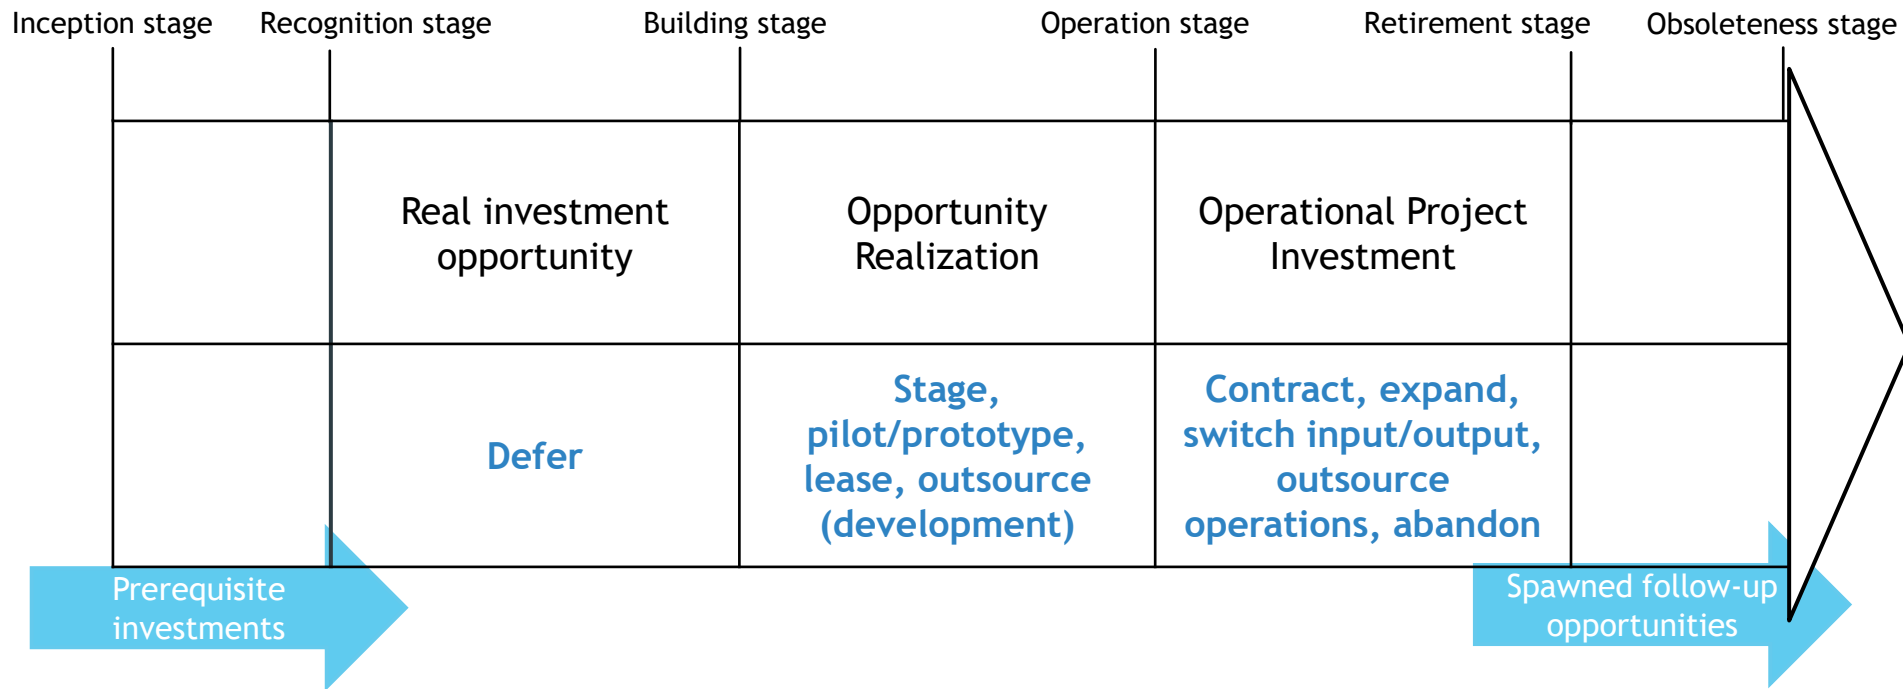 Inception stage
Recognition stage
Building stage
Operation stage
Retirement stage
Obsoleteness stage
Real investment
opportunity
Opportunity
Realization
Operational Project
Investment
Defer
Stage,
pilot/prototype,
lease, outsource
(development)
Contract, expand,
switch input/output,
outsource
operations, abandon
Prerequisite
investments
Spawned follow-up
opportunities